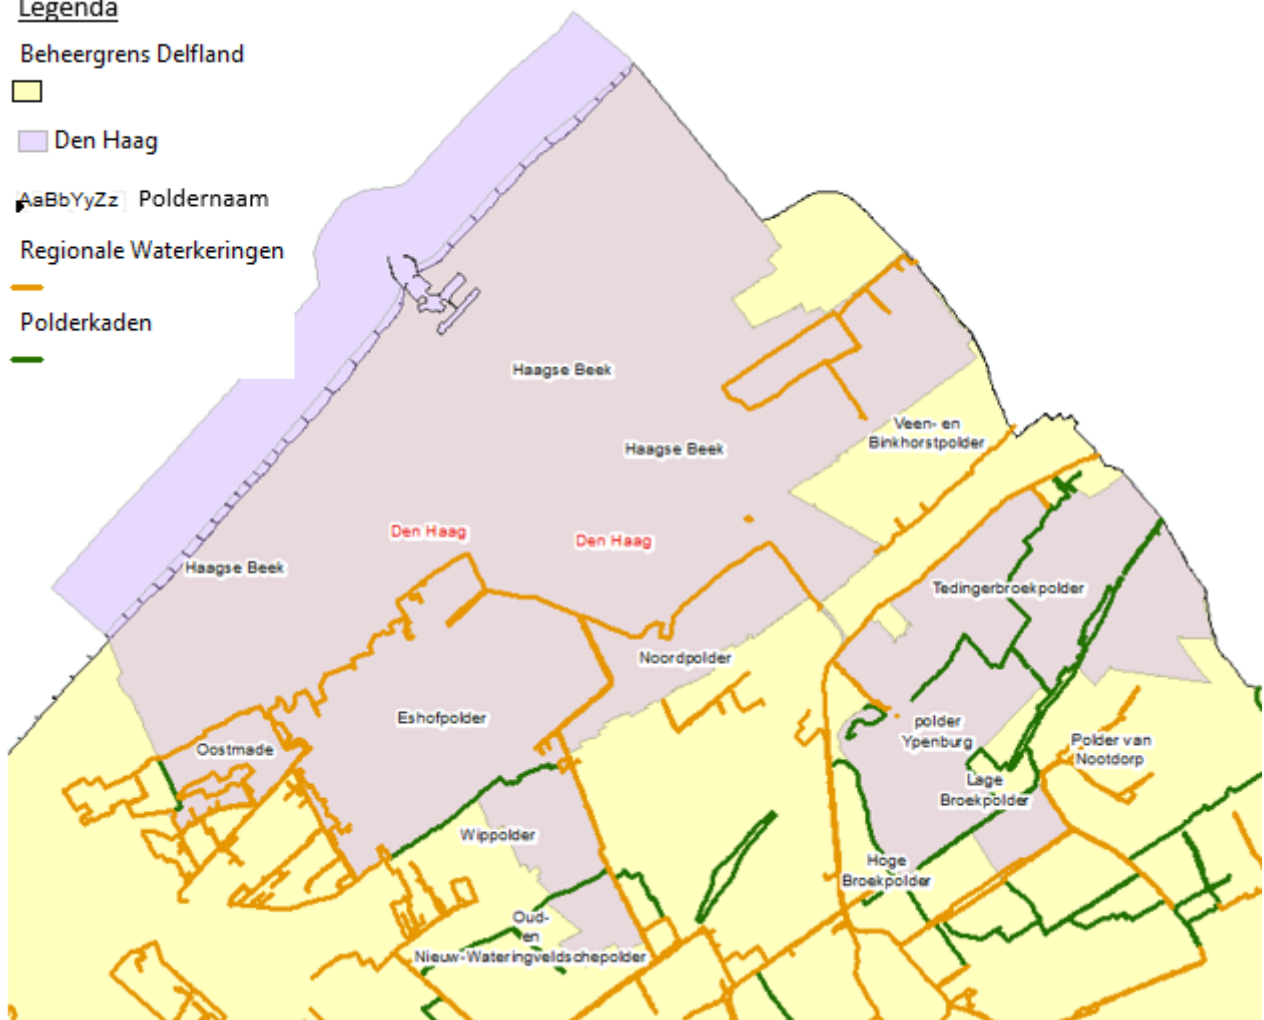 Legenda
Beheergrens Delfland
Den Haag
AaBbYyZz Poldernaam
Regionale Waterkeringen
Polderkaden
Haagse Beek
Veen- en
Binkhorstpolder
Haagse Beek
Den Haag
Den Haag
Haagse Beek
Tedingerbroekpolder
Noordpolder
Eshofpolder
polder
Ypenburg
Oostmade
Polder van
Nootdorp
Lage
Broekpolder
Wippolder
Hoge
Broekpolder
Oud-
en
Nieuw-Wateringveldschepolder